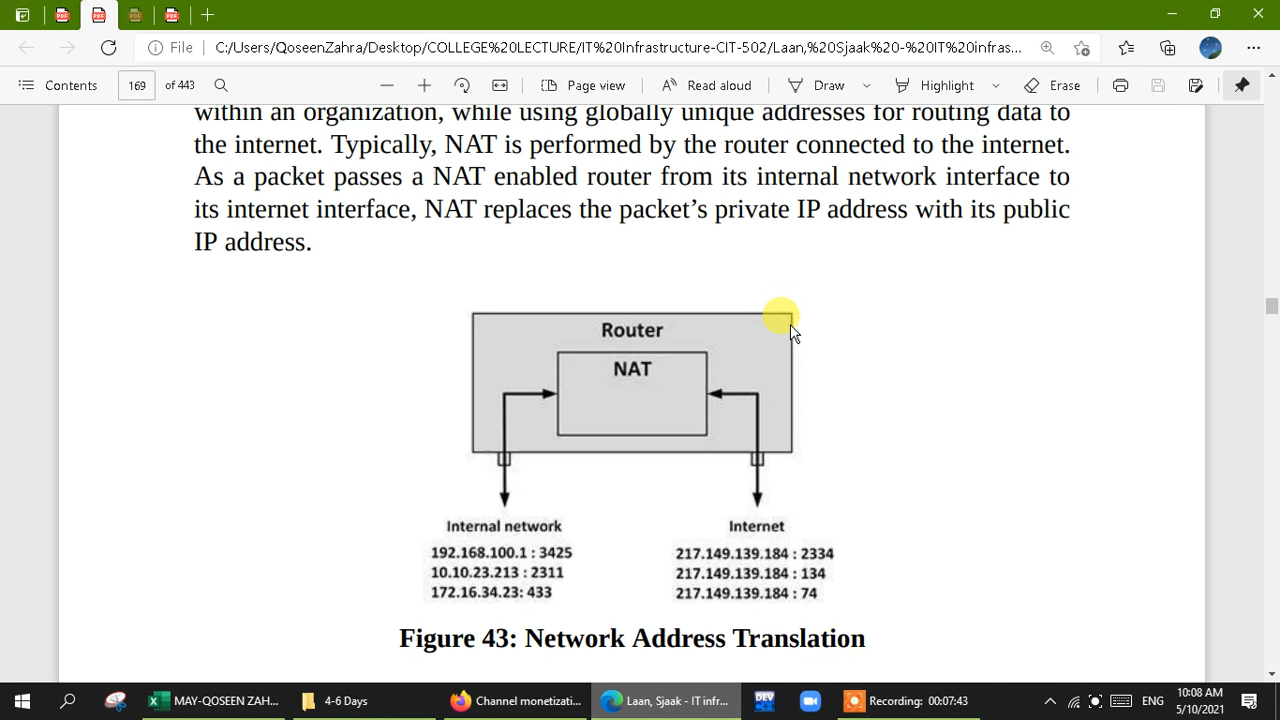 File
C:/Users/QoseenZahra/Desktop/COLLEGE%20LECTURE/IT%20Infrastructure-CIT-502/Laan,%20Sjaak%20-%20IT%20infras...
Contents
169
of 443
Page view
Read aloud
Draw
Highlight
Erase
within an organization, while using globally unique addresses for routing data to
the internet. Typically, NAT is performed by the router connected to the internet.
As a packet passes a NAT enabled router from its internal network interface to
its internet interface, NAT replaces the packet's private IP address with its public
IP address.
Router
NAT
Internal network
192.168.100.1 : 3425
10.10.23.213 : 2311
172.16.34.23: 433
Internet
217.149.139.184 : 2334
217.149.139.184 : 134
217.149.139.184 : 74
Figure 43: Network Address Translation
MAY-QOSEEN ZAH...
4-6 Days
Channel monetizati...
Laan, Sjaak - IT infr...
DEV
Recording: 00:07:43
ENG
10:08 AM
5/10/2021